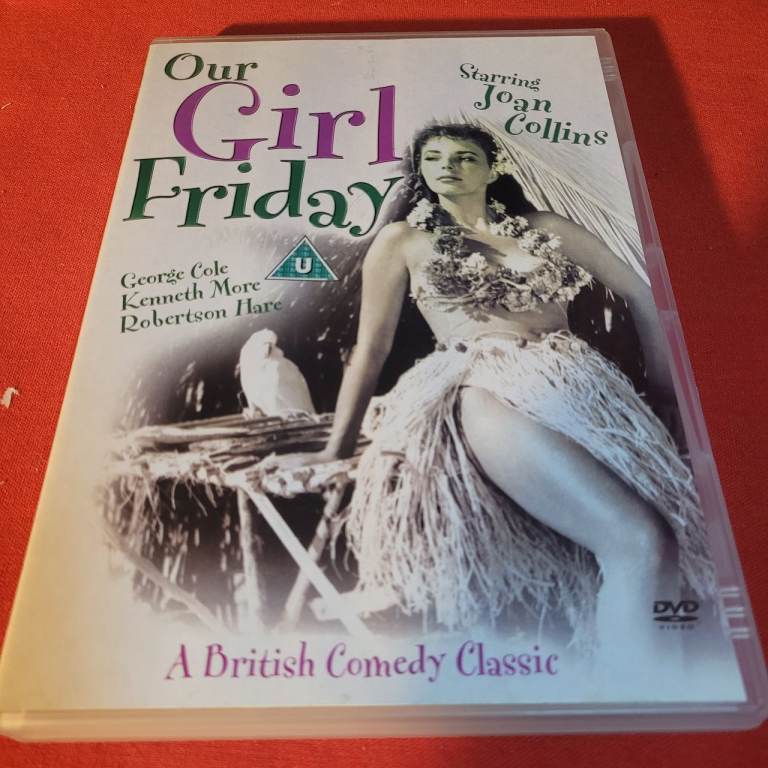 Our
Girl
Friday
Starring
Joan
Collins
U
George Cole
Kenneth More
Robertson Hare
DVD
VIDEO
A British Comedy Classic